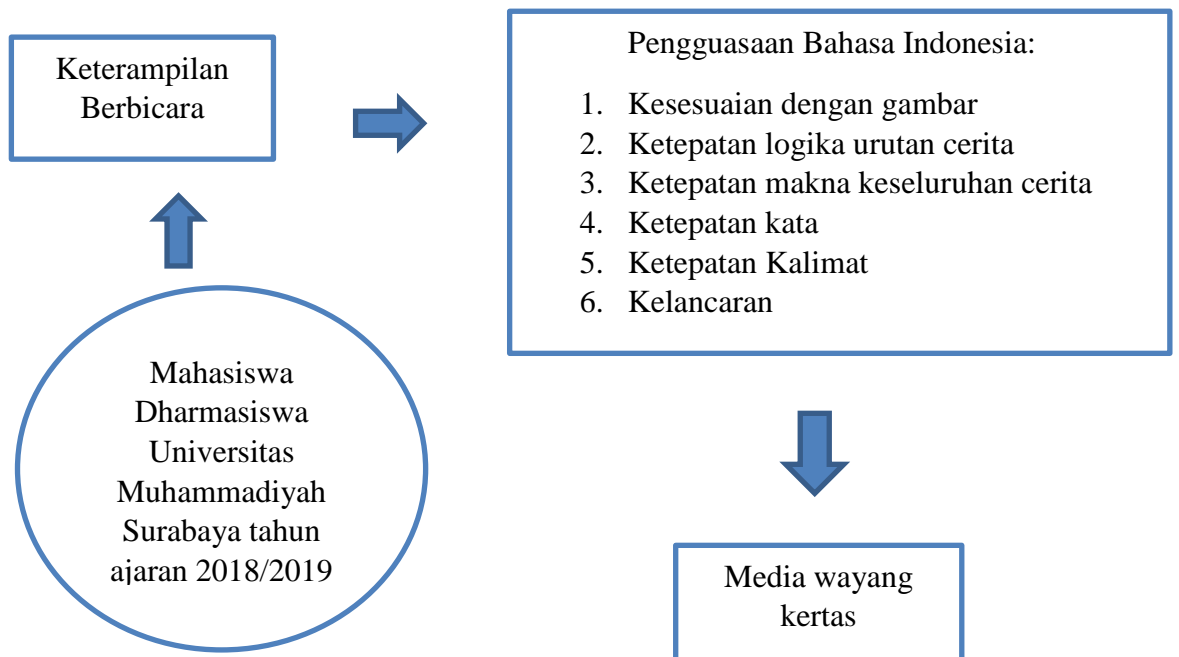 Keterampilan
Berbicara
Pengguasaan Bahasa Indonesia:
1. Kesesuaian dengan gambar
2. Ketepatan logika urutan cerita
3. Ketepatan makna keseluruhan cerita
4. Ketepatan kata
5. Ketepatan Kalimat
6. Kelancaran
Mahasiswa
Dharmasiswa
Universitas
Muhammadiyah
Surabaya tahun
ajaran 2018/2019
Media wayang
kertas